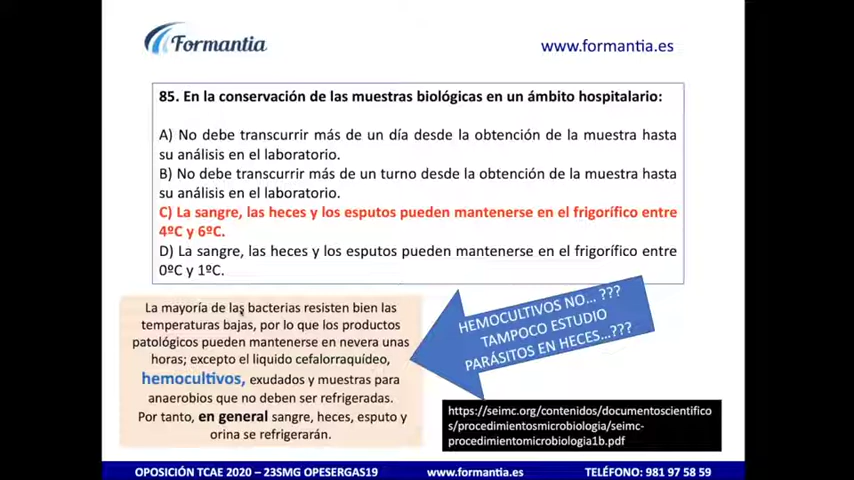 Formantia
www.formantia.es
85. En la conservación de las muestras biológicas en un ámbito hospitalario:
A) No debe transcurrir más de un día desde la obtención de la muestra hasta
su análisis en el laboratorio.
B) No debe transcurrir más de un turno desde la obtención de la muestra hasta
su análisis en el laboratorio.
C) La sangre, las heces y los esputos pueden mantenerse en el frigorífico entre
4ºC y 6ºC.
D) La sangre, las heces y los esputos pueden mantenerse en el frigorífico entre
0ºC y 1ºC.
La mayoría de las bacterias resisten bien las
temperaturas bajas, por lo que los productos
patológicos pueden mantenerse en nevera unas
horas; excepto el liquido cefalorraquídeo,
hemocultivos, exudados y muestras para
anaerobios que no deben ser refrigeradas.
Por tanto, en general sangre, heces, esputo y
orina se refrigerarán.
HEMOCULTIVOS NO... ???
TAMPOCO ESTUDIO
PARÁSITOS EN HECES...???
https://seimc.org/contenidos/documentoscientifico
s/procedimientosmicrobiologia/seimc-
procedimientomicrobiologia1b.pdf
OPOSICIÓN TCAE 2020 – 23SMG OPESERGAS19
www.formantia.es
TELÉFONO: 981 97 58 59